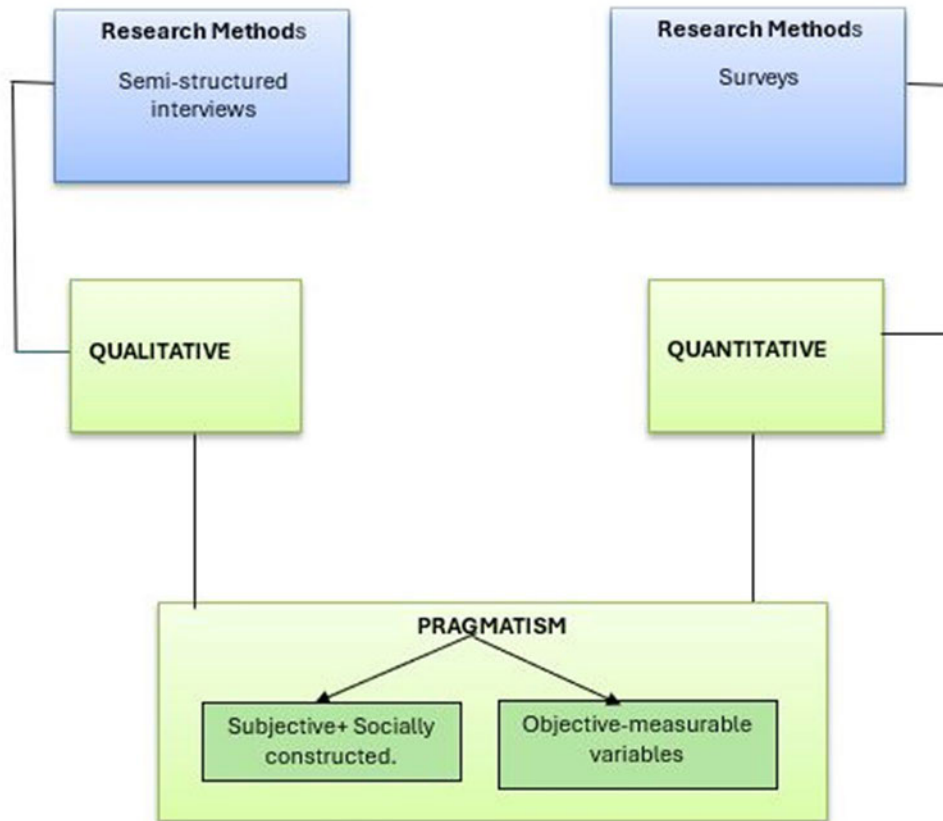 Research Methods
Semi-structured
interviews
Research Methods
Surveys
QUALITATIVE
QUANTITATIVE
PRAGMATISM
Subjective+ Socially
constructed.
Objective-measurable
variables